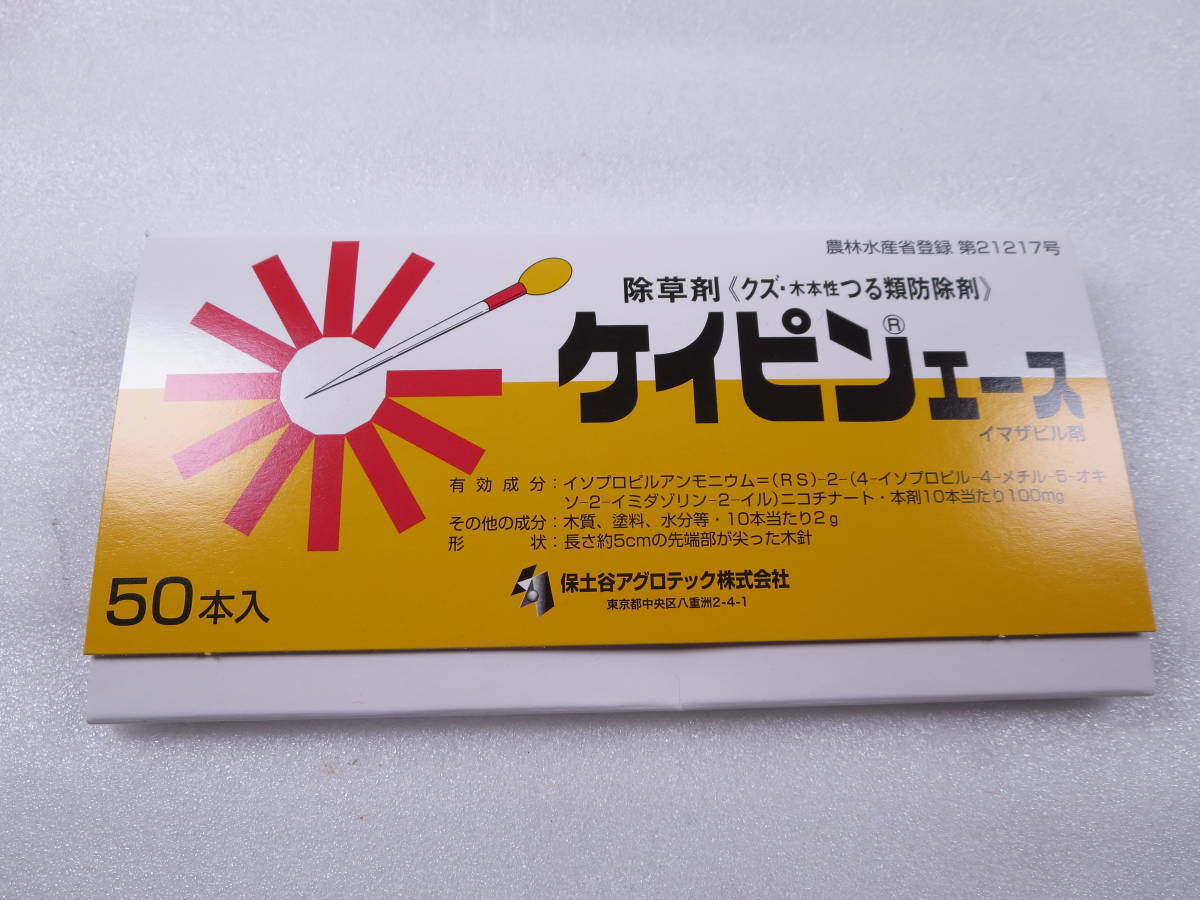 農林水産省登録 第21217号
除草剤《クズ・木本性つる類防除剤》
ケイピン®エース
イマザピル剤
有効成分：イソプロピルアンモニウム＝(RS)-2-(4-イソプロピル-4-メチル-5-オキ
ソ-2-イミダゾリン-2-イル)ニコチナート・本剤10本当たり100mg
その他の成分：木質、塗料、水分等・10本当たり2g
形状：長さ約5cmの先端部が尖った木針
50本入
保土谷アグロテック株式会社
東京都中央区八重洲2-4-1